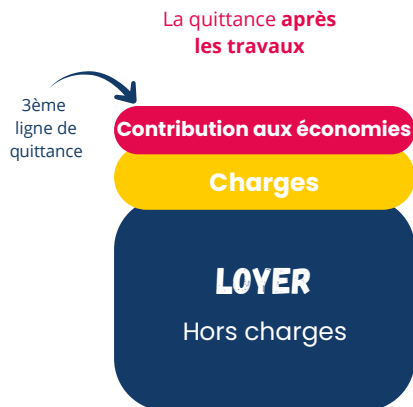 La quittance après
les travaux
3ème
ligne de
quittance
Contribution aux économies
Charges
LOYER
Hors charges